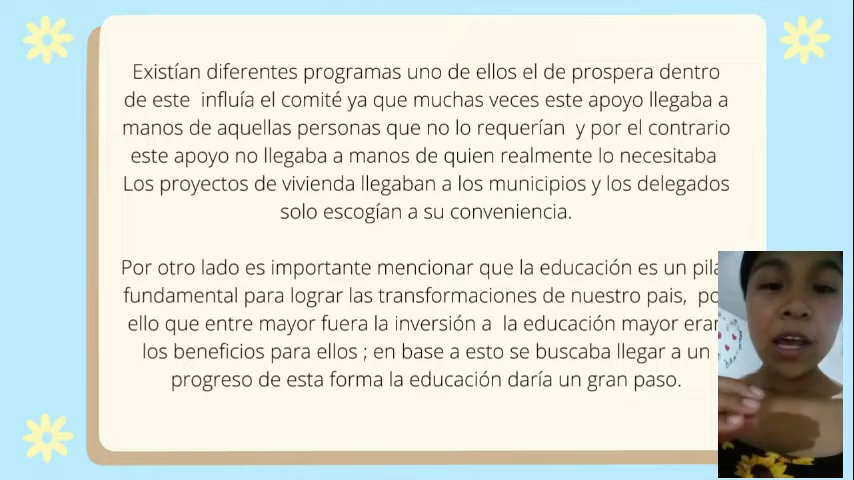 Existían diferentes programas uno de ellos el de prospera dentro
de este influía el comité ya que muchas veces este apoyo llegaba a
manos de aquellas personas que no lo requerían y por el contrario
este apoyo no llegaba a manos de quien realmente lo necesitaba
Los proyectos de vivienda llegaban a los municipios y los delegados
solo escogían a su conveniencia.
Por otro lado es importante mencionar que la educación es un
fundamental para lograr las transformaciones de nuestro pais,
ello que entre mayor fuera la inversión a la educación mayor
los beneficios para ellos ; en base a esto se buscaba llegar a un
progreso de esta forma la educación daría un gran paso.